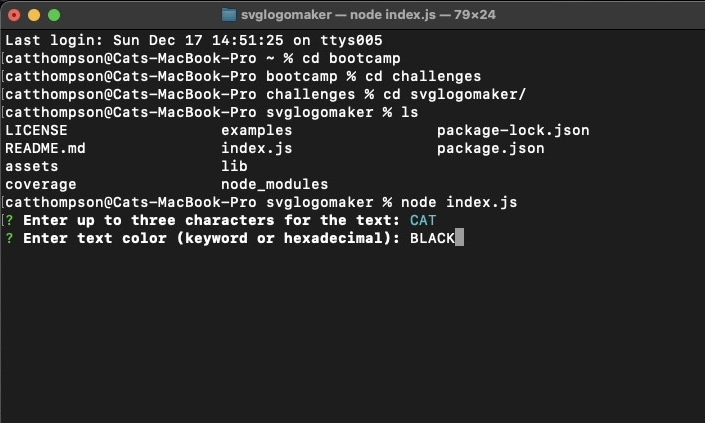 svglogomaker — node index.js — 79×24
Last login: Sun Dec 17 14:51:25 on ttys005
[catthompson@Cats-MacBook-Pro ~ % cd bootcamp
[catthompson@Cats-MacBook-Pro bootcamp % cd challenges
[catthompson@Cats-MacBook-Pro challenges % cd svglogomaker/
[catthompson@Cats-MacBook-Pro svglogomaker % ls
LICENSE examples package-lock.json
README.md index.js package.json
assets lib
coverage node_modules
[catthompson@Cats-MacBook-Pro svglogomaker % node index.js
[? Enter up to three characters for the text: CAT
? Enter text color (keyword or hexadecimal): BLACK